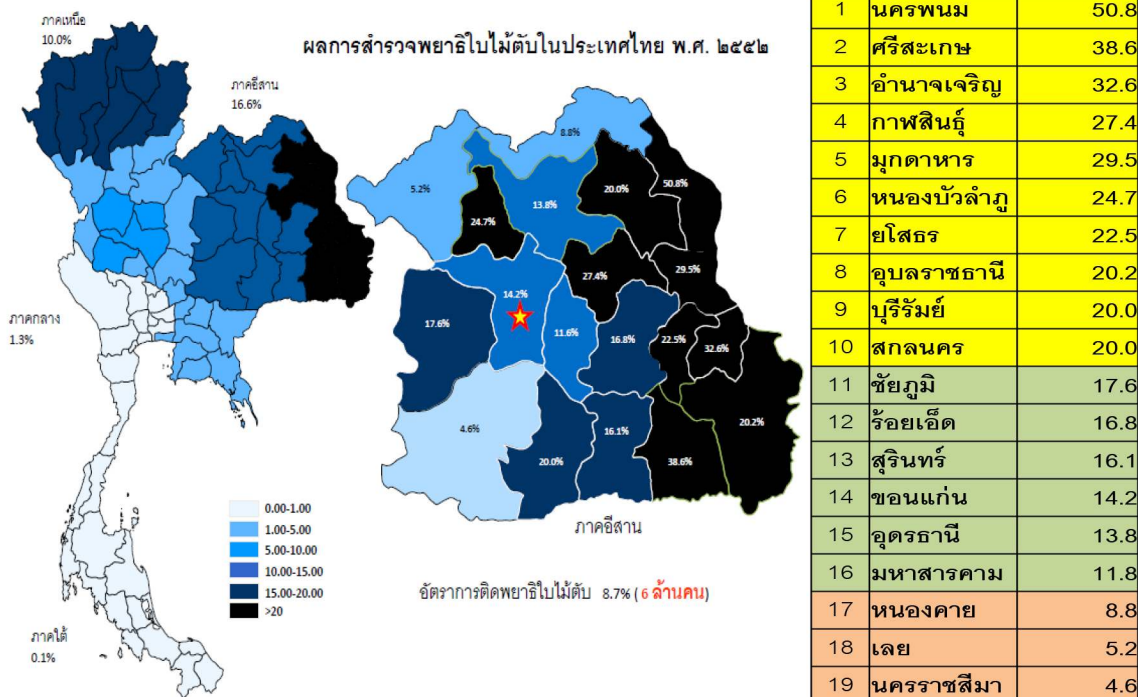 ผลการสำรวจพยาธิใบไม้ตับในประเทศไทย พ.ศ. ๒๕๕๒
ภาคเหนือ
10.0%
ภาคอีสาน
16.6%
ภาคกลาง
1.3%
ภาคใต้
0.1%
0.00-1.00
1.00-5.00
5.00-10.00
10.00-15.00
15.00-20.00
>20
8.8%
5.2%
20.0%
50.8%
13.8%
24.7%
27.4%
29.5%
14.2%
17.6%
11.6%
16.8%
22.5%
32.6%
20.2%
4.6%
16.1%
20.0%
38.6%
ภาคอีสาน
อัตราการติดพยาธิใบไม้ตับ 8.7% (6 ล้านคน)
1 นครพนม 50.8
2 ศรีสะเกษ 38.6
3 อำนาจเจริญ 32.6
4 กาฬสินธุ์ 27.4
5 มุกดาหาร 29.5
6 หนองบัวลำภู 24.7
7 ยโสธร 22.5
8 อุบลราชธานี 20.2
9 บุรีรัมย์ 20.0
10 สกลนคร 20.0
11 ชัยภูมิ 17.6
12 ร้อยเอ็ด 16.8
13 สุรินทร์ 16.1
14 ขอนแก่น 14.2
15 อุดรธานี 13.8
16 มหาสารคาม 11.8
17 หนองคาย 8.8
18 เลย 5.2
19 นครราชสีมา 4.6